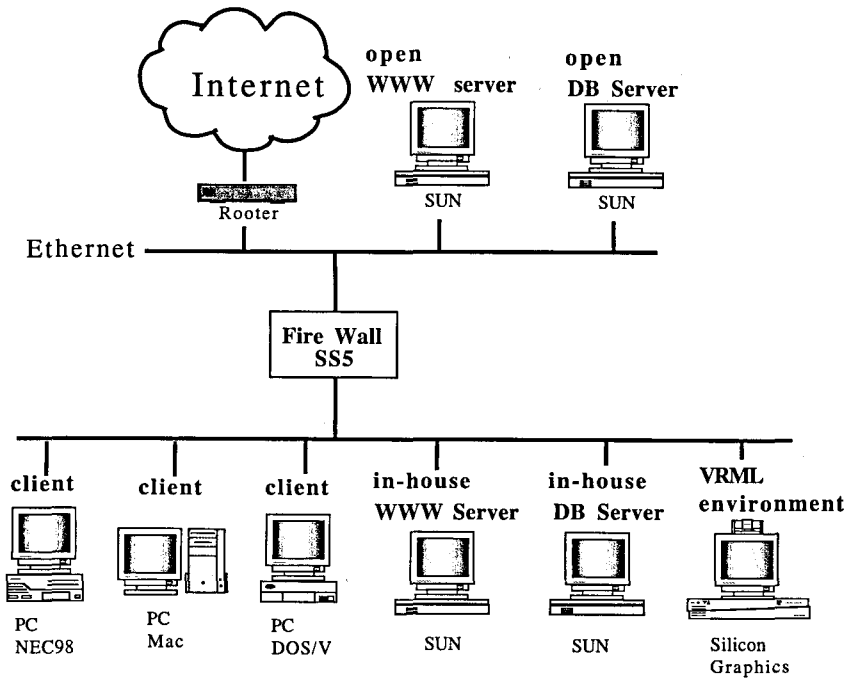 Internet
open
WWW server
SUN
open
DB Server
SUN
Rooter
Ethernet
Fire Wall
SS5
client
PC
NEC98
client
PC
Mac
client
PC
DOS/V
in-house
WWW Server
SUN
in-house
DB Server
SUN
VRML
environment
Silicon
Graphics